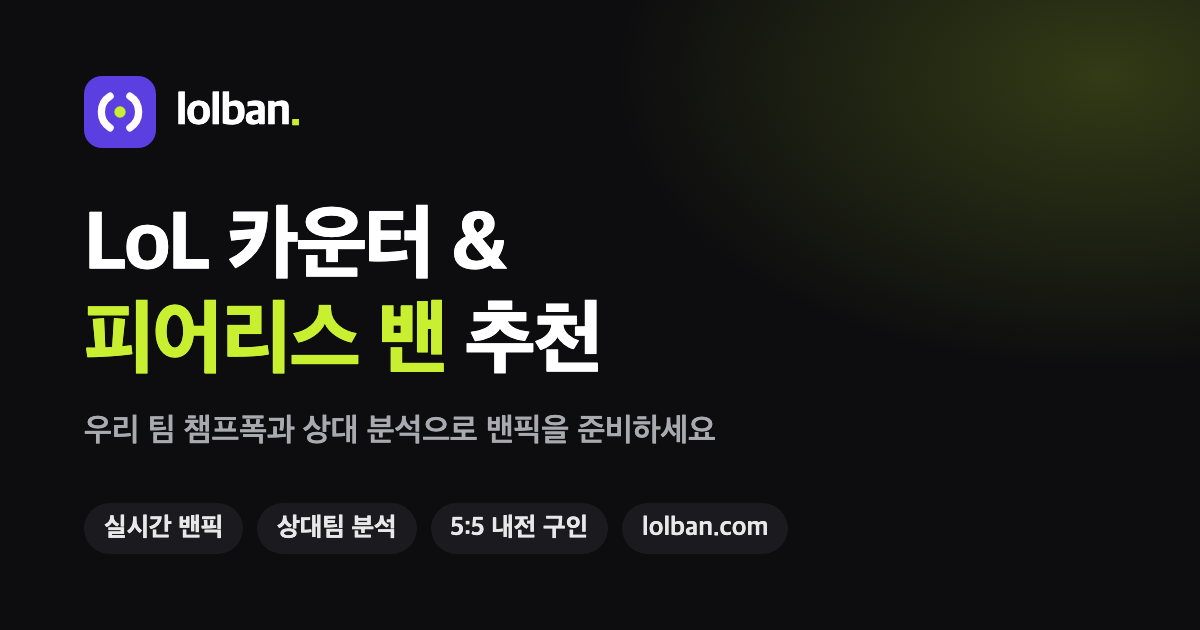 lolban.
LoL 카운터 &
피어리스 밴 추천
우리 팀 챔프폭과 상대 분석으로 밴픽을 준비하세요
실시간 밴픽 상대팀 분석 5:5 내전 구인 lolban.com